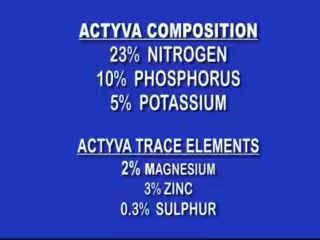 ACTYVA COMPOSITION
23% NITROGEN
10% PHOSPHORUS
5% POTASSIUM
ACTYVA TRACE ELEMENTS
2% MAGNESIUM
3% ZINC
0.3% SULPHUR